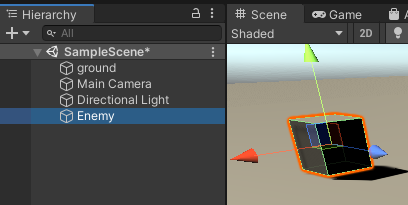 Hierarchy
All
SampleScene*
ground
Main Camera
Directional Light
Enemy
Scene
Game
A
Shaded
2D